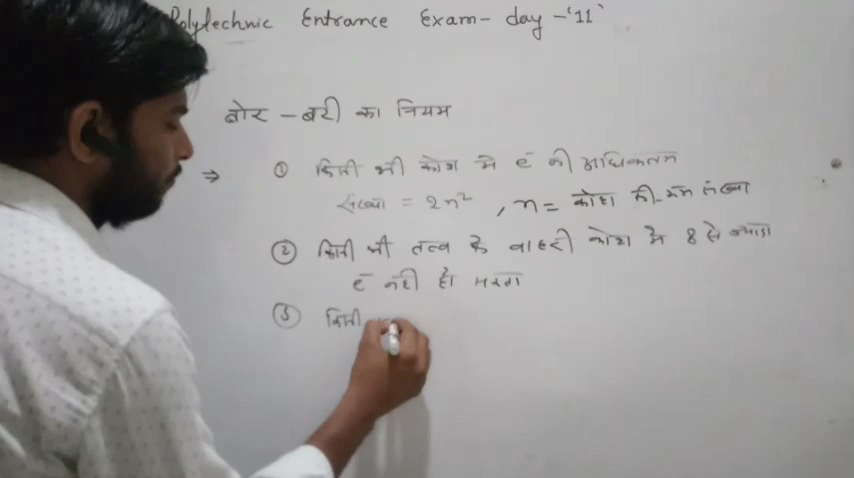 Polytechnic Entrance Exam- day -'11'
बोर - बरी का नियम
⇒ ① किसी भी कोश मे e̅ की अधिकतम
संख्या = 2n² , n = कोश की क्रम संख्या
② किसी भी तत्व के बाहरी कोश मे 8 से ज्यादा
e̅ नही हो सकता
③ किसी